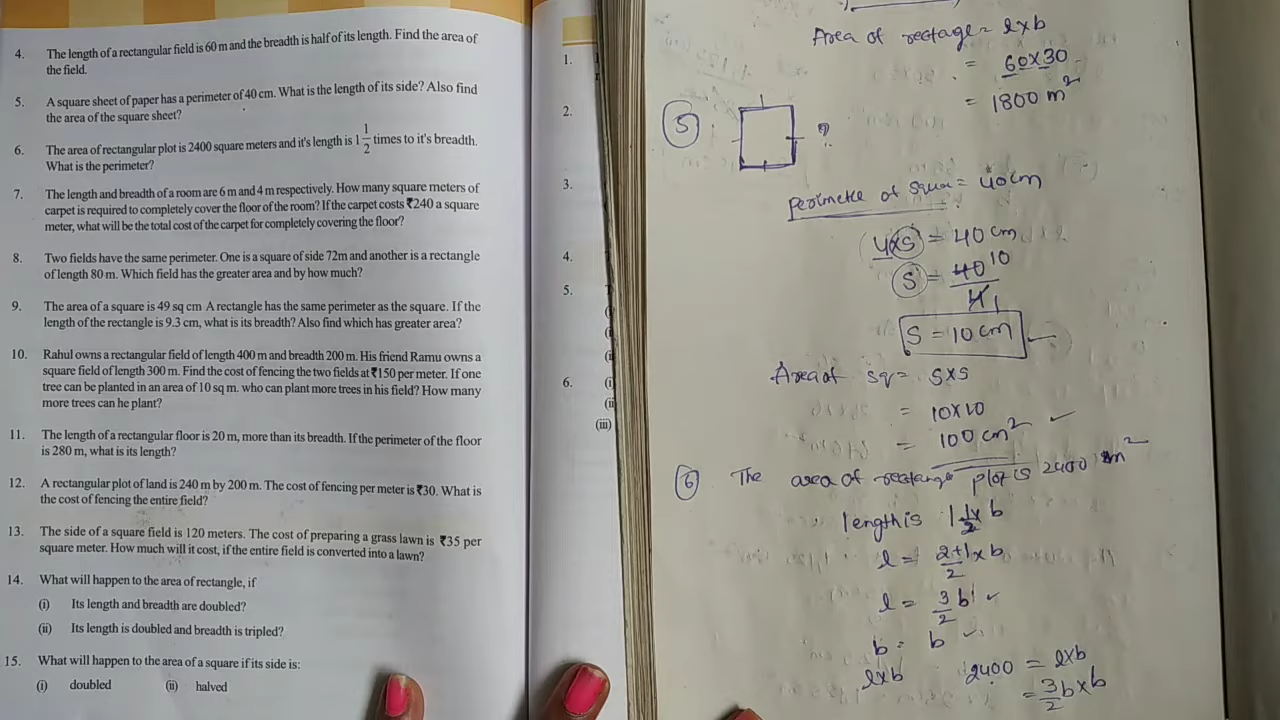 4. The length of a rectangular field is 60 m and the breadth is half of its length. Find the area of
the field.
5. A square sheet of paper has a perimeter of 40 cm. What is the length of its side? Also find
the area of the square sheet?
6. The area of rectangular plot is 2400 square meters and it's length is 1 1/2 times to it's breadth.
What is the perimeter?
7. The length and breadth of a room are 6 m and 4 m respectively. How many square meters of
carpet is required to completely cover the floor of the room? If the carpet costs ₹240 a square
meter, what will be the total cost of the carpet for completely covering the floor?
8. Two fields have the same perimeter. One is a square of side 72m and another is a rectangle
of length 80 m. Which field has the greater area and by how much?
9. The area of a square is 49 sq cm A rectangle has the same perimeter as the square. If the
length of the rectangle is 9.3 cm, what is its breadth? Also find which has greater area?
10. Rahul owns a rectangular field of length 400 m and breadth 200 m. His friend Ramu owns a
square field of length 300 m. Find the cost of fencing the two fields at ₹150 per meter. If one
tree can be planted in an area of 10 sq m. who can plant more trees in his field? How many
more trees can he plant?
11. The length of a rectangular floor is 20 m, more than its breadth. If the perimeter of the floor
is 280 m, what is its length?
12. A rectangular plot of land is 240 m by 200 m. The cost of fencing per meter is ₹30. What is
the cost of fencing the entire field?
13. The side of a square field is 120 meters. The cost of preparing a grass lawn is ₹35 per
square meter. How much will it cost, if the entire field is converted into a lawn?
14. What will happen to the area of rectangle, if
(i) Its length and breadth are doubled?
(ii) Its length is doubled and breadth is tripled?
15. What will happen to the area of a square if its side is:
(i) doubled (ii) halved
1.
2.
3.
4.
5.
6. (i)
(ii
(iii)
Area of rectage = l×b
= 60×30
= 1800 m²
5 ?
perimete of squar = 40cm
4×S = 40 cm
S = 40 10
4 1
S = 10 cm
Area of sq = S×S
= 10×10
= 100 cm²
6 The area of rectange plot is 2400 m²
length is 1 1/2 × b
l = 2+1/2 × b
l = 3/2 b
b = b
l×b 2400 = l×b
= 3/2 b×b